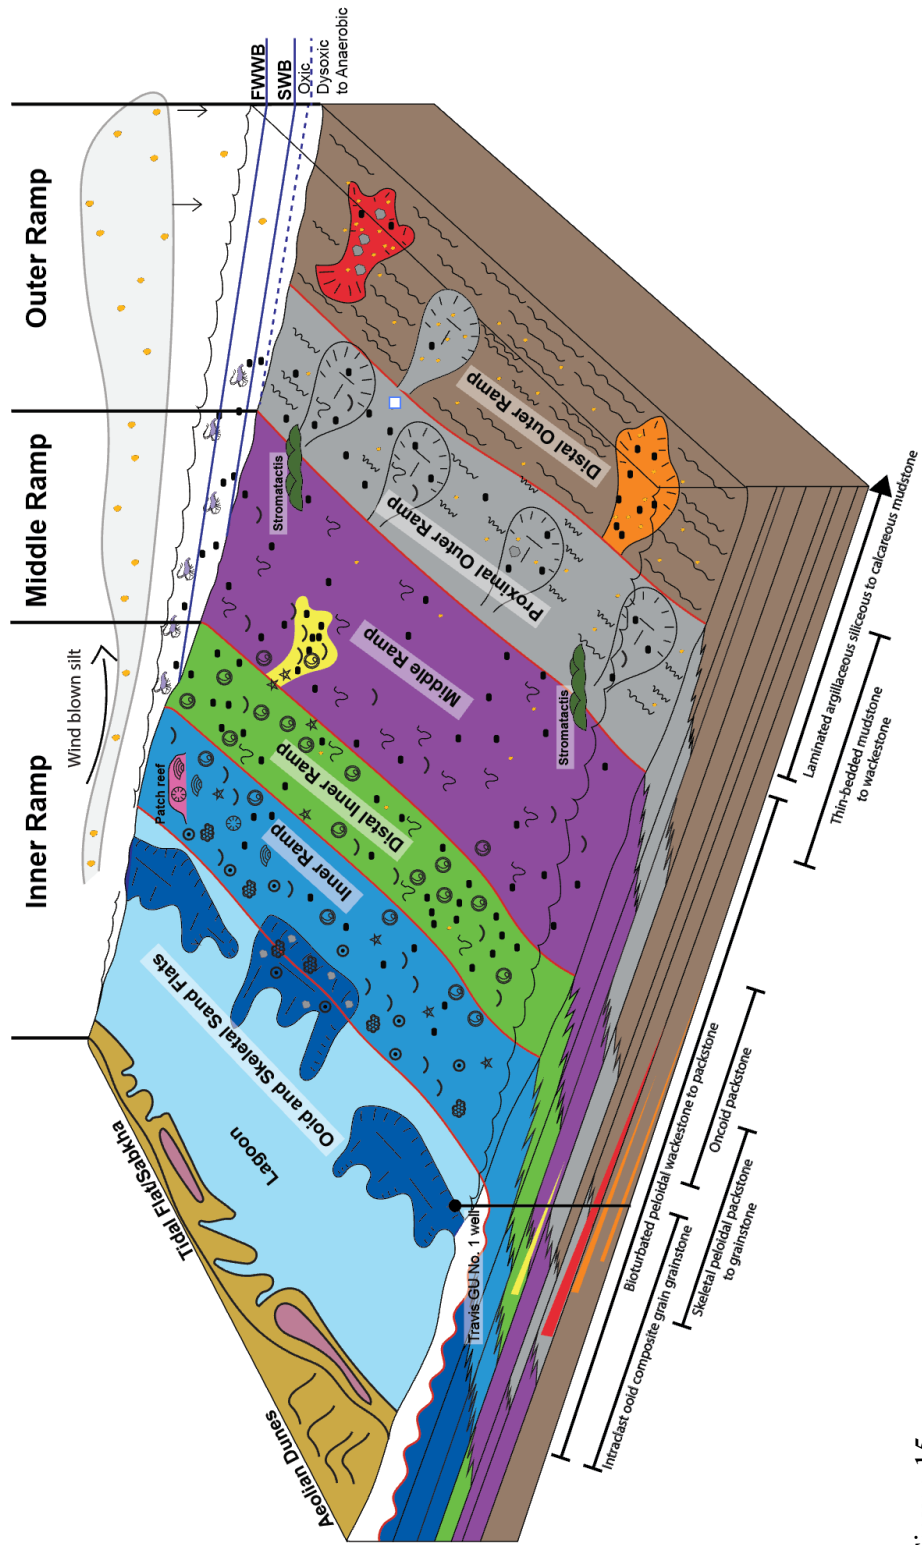 Inner Ramp
Middle Ramp
Outer Ramp
Wind blown silt
FWWB
SWB
Oxic
Dysoxic
to Anaerobic
Aeolian Dunes
Tidal Flat/Sabkha
Lagoon
Ooid and Skeletal Sand Flats
Patch reef
Inner Ramp
Distal Inner Ramp
Middle Ramp
Stromatactis
Stromatactis
Proximal Outer Ramp
Distal Outer Ramp
Travis GU No. 1 well
Laminated argillaceous siliceous to calcareous mudstone
Thin-bedded mudstone
to wackestone
Bioturbated peloidal wackestone to packstone
Oncoid packstone
Intraclast ooid composite grain grainstone
Skeletal peloidal packstone
to grainstone
1.5